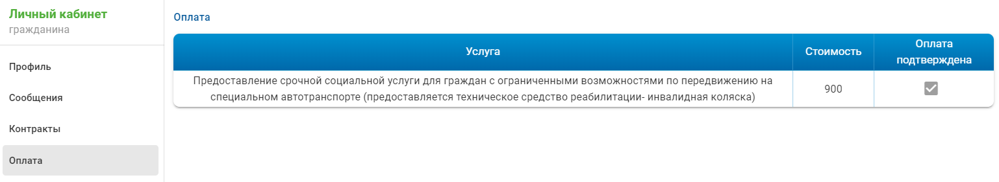 Личный кабинет
гражданина
Профиль
Сообщения
Контракты
Оплата
Оплата
Услуга
Стоимость
Оплата
подтверждена
Предоставление срочной социальной услуги для граждан с ограниченными возможностями по передвижению на
специальном автотранспорте (предоставляется техническое средство реабилитации- инвалидная коляска)
900